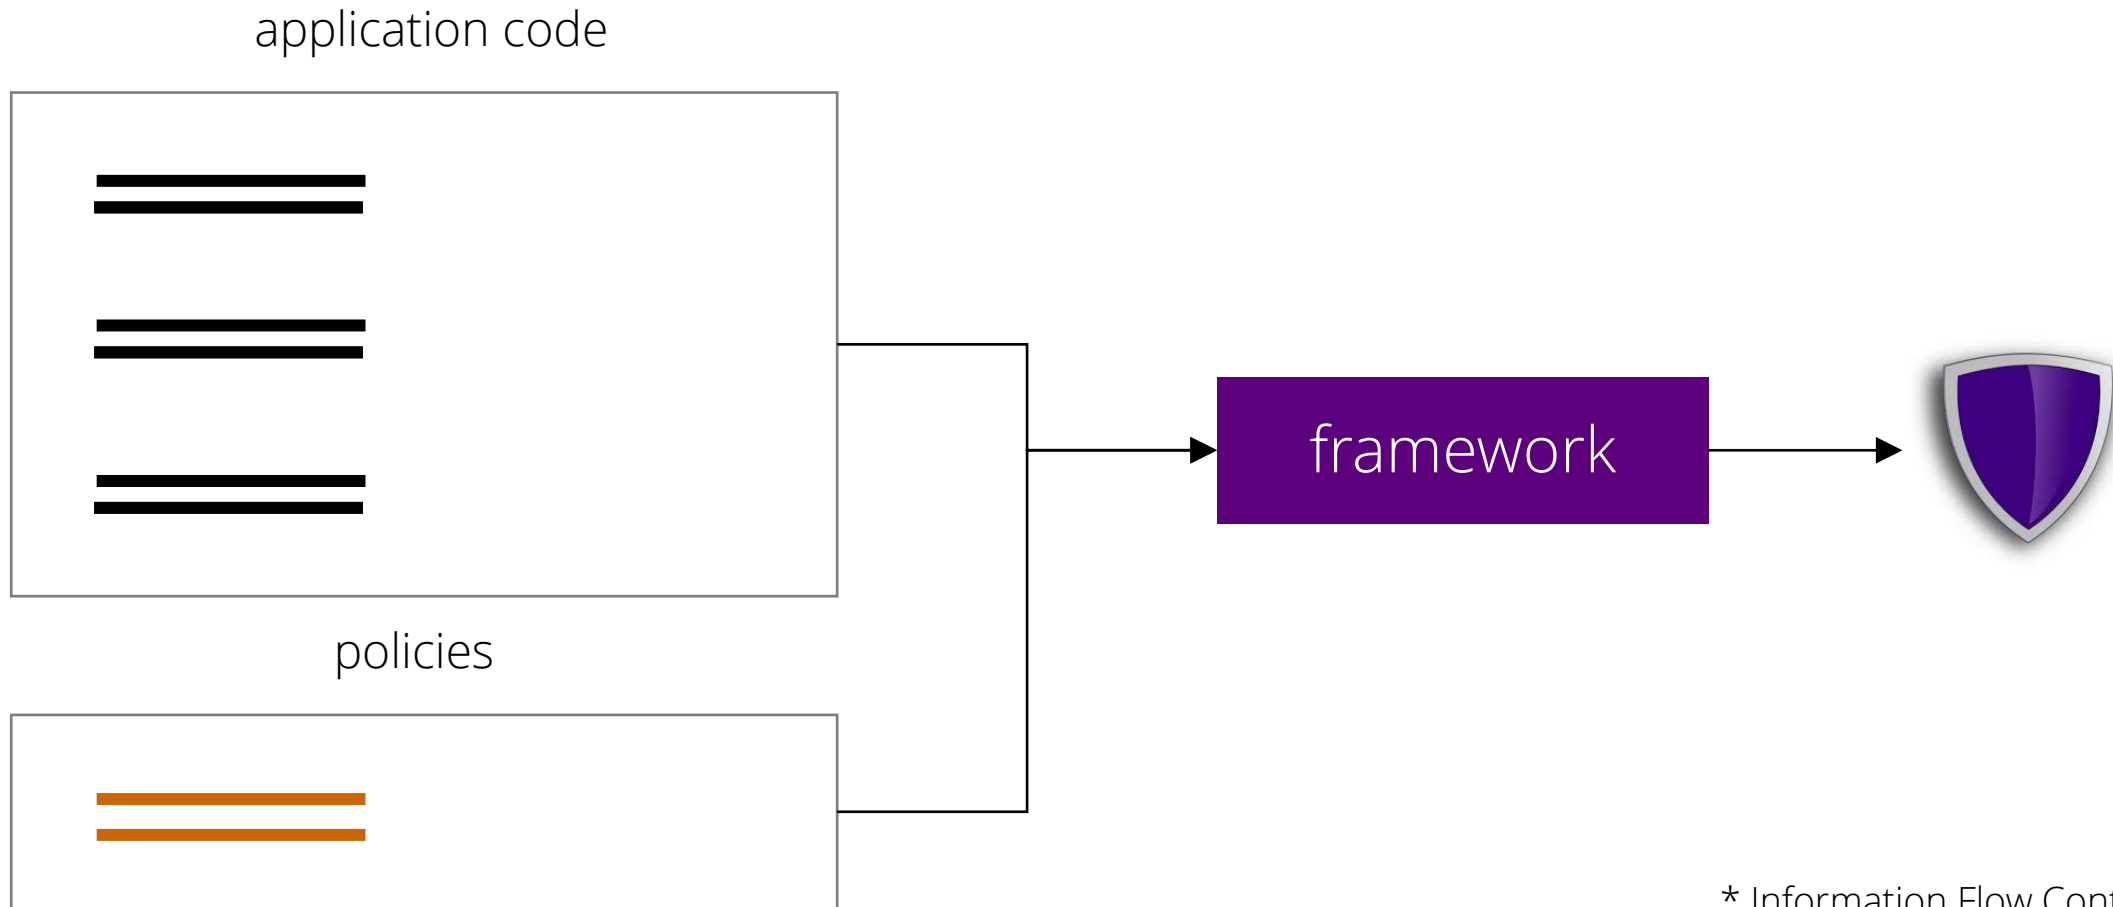 application code
framework
policies
* Information Flow